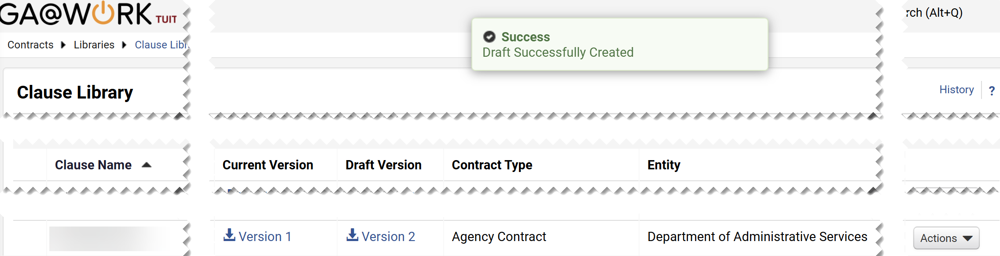 GA@WORK TUIT
rch (Alt+Q)
Success
Draft Successfully Created
Contracts Libraries Clause Libr
Clause Library
History ?
Clause Name Current Version Draft Version Contract Type Entity
Version 1 Version 2 Agency Contract Department of Administrative Services Actions